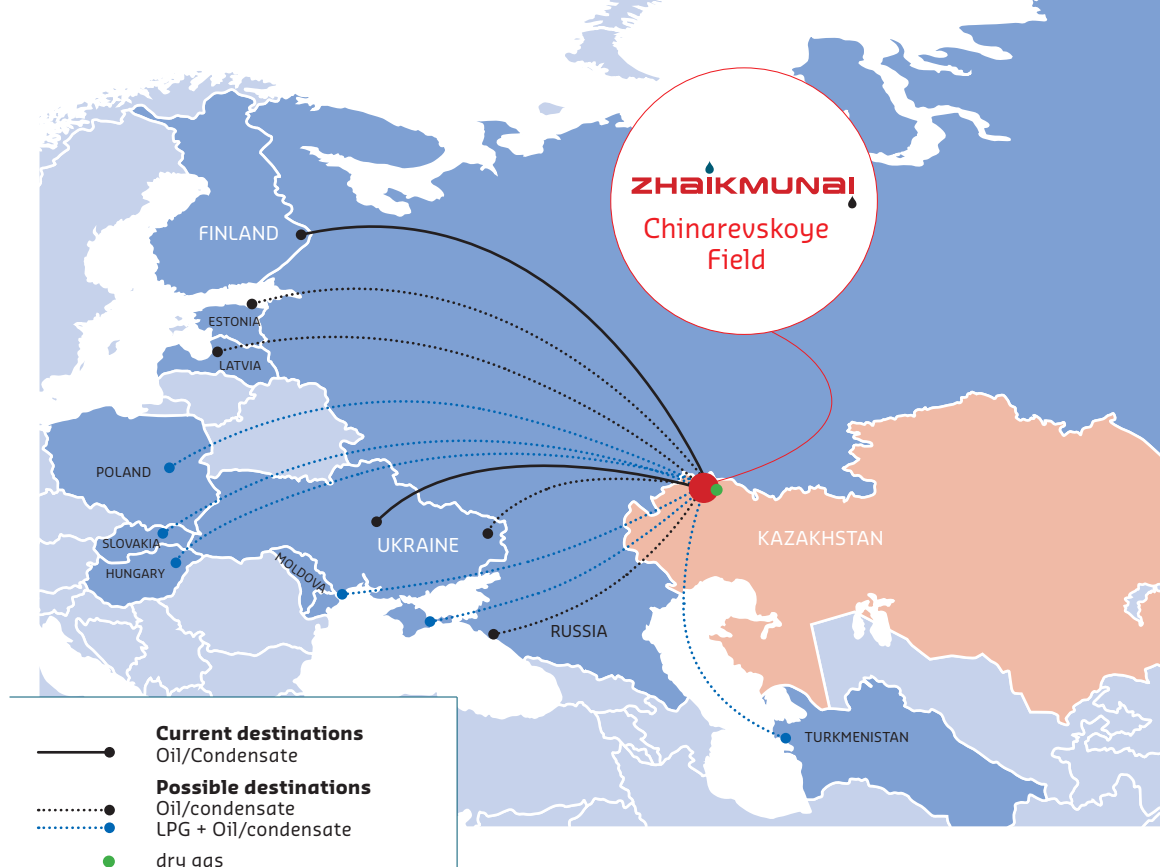 zhaikmunai
Chinarevskoye
Field
FINLAND
ESTONIA
LATVIA
POLAND
SLOVAKIA
HUNGARY
MOLDOVA
UKRAINE
KAZAKHSTAN
RUSSIA
TURKMENISTAN
Current destinations
Oil/Condensate
Possible destinations
Oil/condensate
LPG + Oil/condensate
dry gas